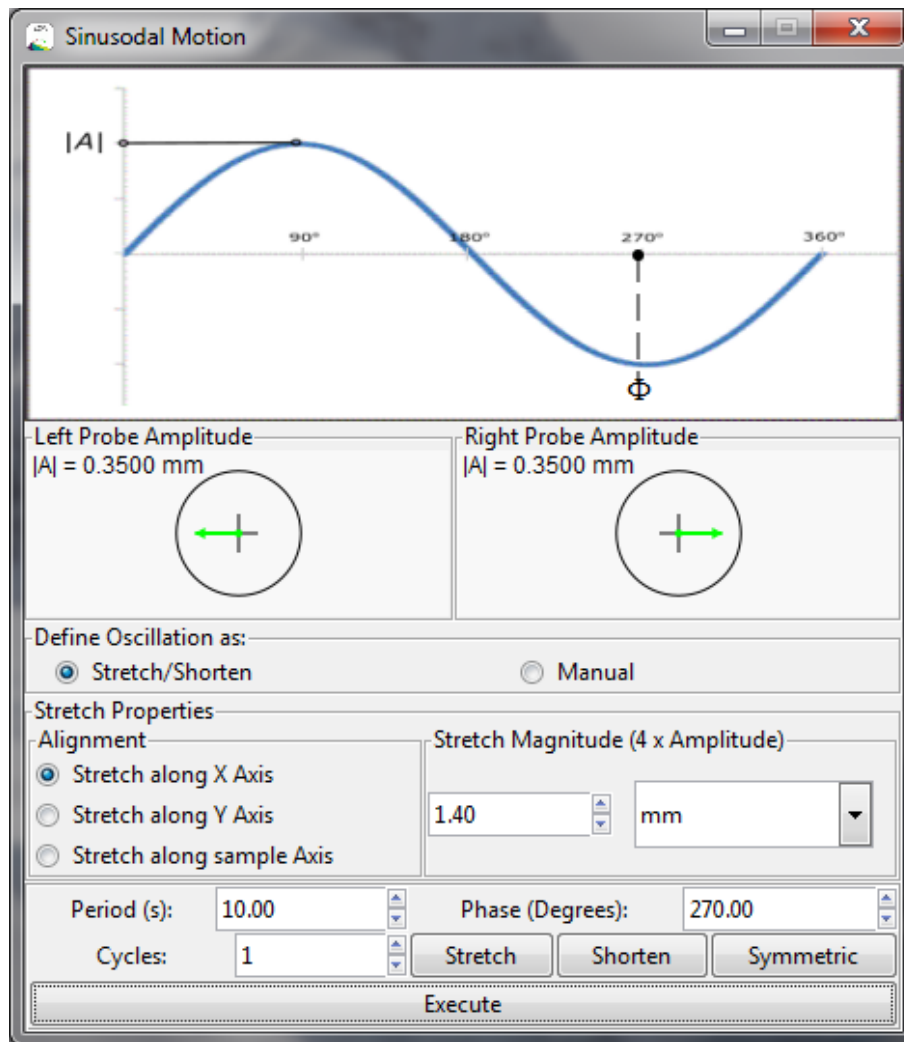 Sinusodal Motion
|A|
90° 180° 270° 360°
Φ
Left Probe Amplitude
|A| = 0.3500 mm
Right Probe Amplitude
|A| = 0.3500 mm
Define Oscillation as:
Stretch/Shorten Manual
Stretch Properties
Alignment
Stretch along X Axis
Stretch along Y Axis
Stretch along sample Axis
Stretch Magnitude (4 x Amplitude)
1.40 mm
Period (s): 10.00 Phase (Degrees): 270.00
Cycles: 1 Stretch Shorten Symmetric
Execute